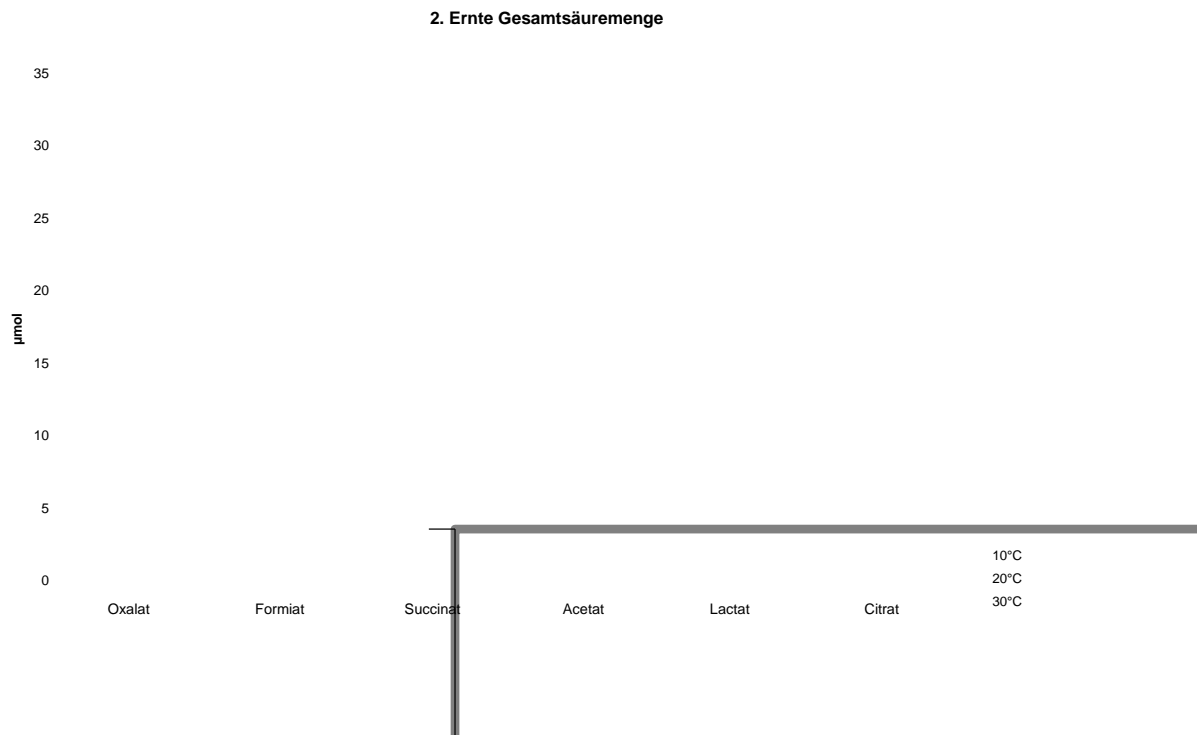 2. Ernte Gesamtsäuremenge
35
30
25
20
µmol
15
10
5
0
Oxalat Formiat Succinat Acetat Lactat Citrat
10°C
20°C
30°C